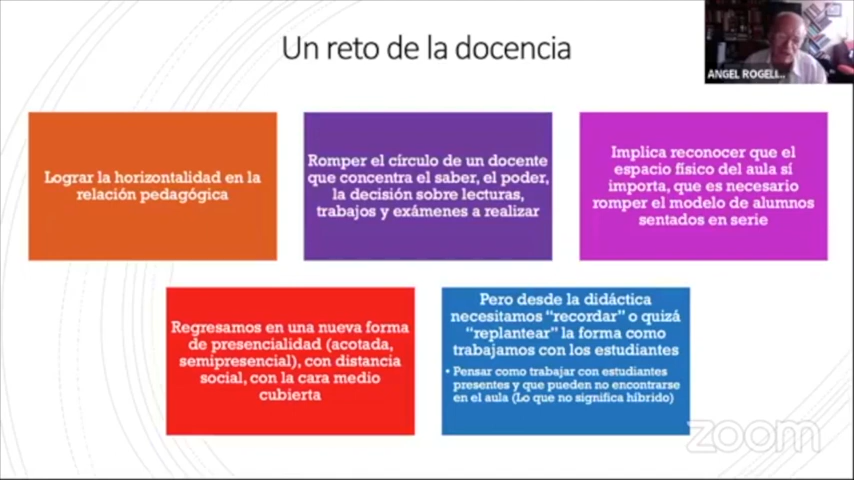 Un reto de la docencia
ANGEL ROGELI...
Lograr la horizontalidad en la
relación pedagógica
Romper el círculo de un docente
que concentra el saber, el poder,
la decisión sobre lecturas,
trabajos y exámenes a realizar
Implica reconocer que el
espacio físico del aula sí
importa, que es necesario
romper el modelo de alumnos
sentados en serie
Regresamos en una nueva forma
de presencialidad (acotada,
semipresencial), con distancia
social, con la cara medio
cubierta
Pero desde la didáctica
necesitamos “recordar” o quizá
“replantear” la forma como
trabajamos con los estudiantes
• Pensar como trabajar con estudiantes
presentes y que pueden no encontrarse
en el aula (Lo que no significa híbrido)
zoom